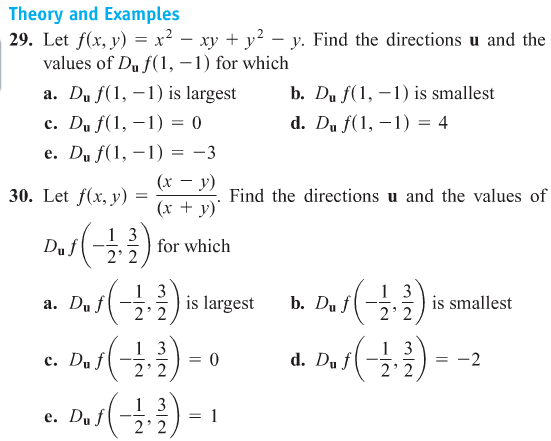 Theory and Examples
29. Let f(x, y) = x² − xy + y² − y. Find the directions u and the
values of Dᵤ f(1, −1) for which
a. Dᵤ f(1, −1) is largest b. Dᵤ f(1, −1) is smallest
c. Dᵤ f(1, −1) = 0 d. Dᵤ f(1, −1) = 4
e. Dᵤ f(1, −1) = −3
30. Let f(x, y) = (x − y)/(x + y). Find the directions u and the values of
Dᵤ f(−1/2, 3/2) for which
a. Dᵤ f(−1/2, 3/2) is largest b. Dᵤ f(−1/2, 3/2) is smallest
c. Dᵤ f(−1/2, 3/2) = 0 d. Dᵤ f(−1/2, 3/2) = −2
e. Dᵤ f(−1/2, 3/2) = 1